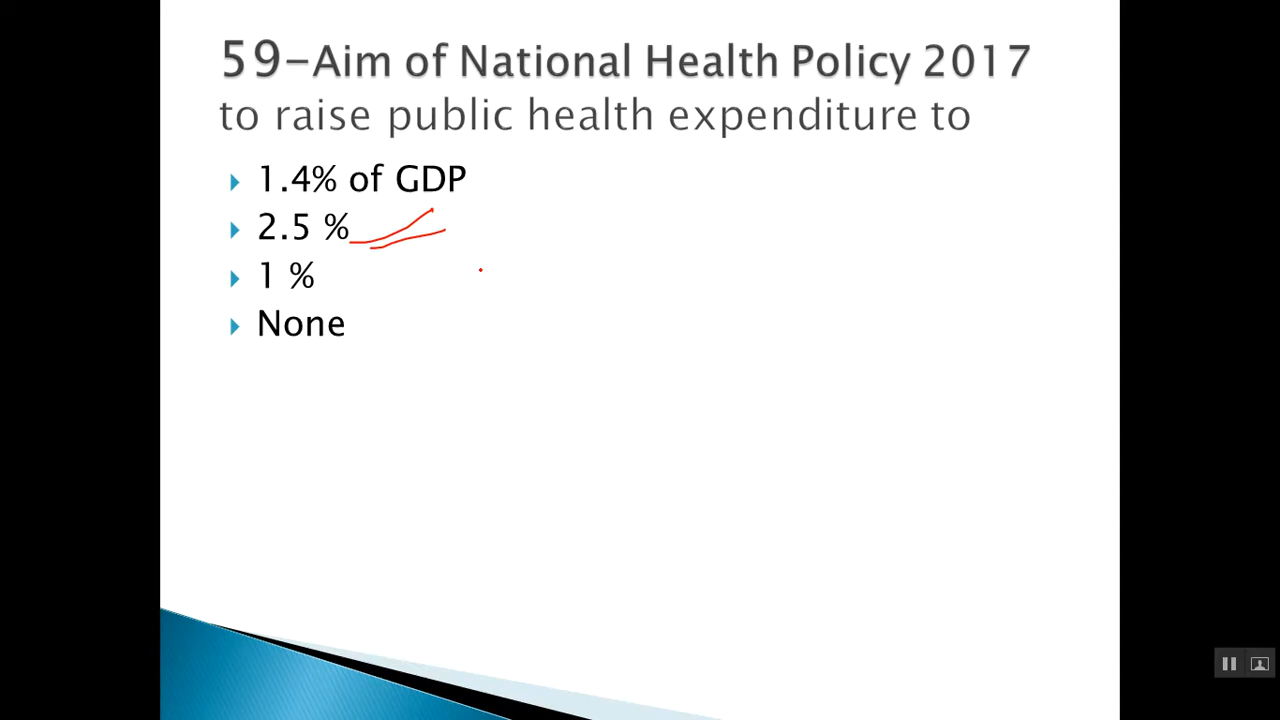 59-Aim of National Health Policy 2017
to raise public health expenditure to
1.4% of GDP
2.5 %
1 %
None